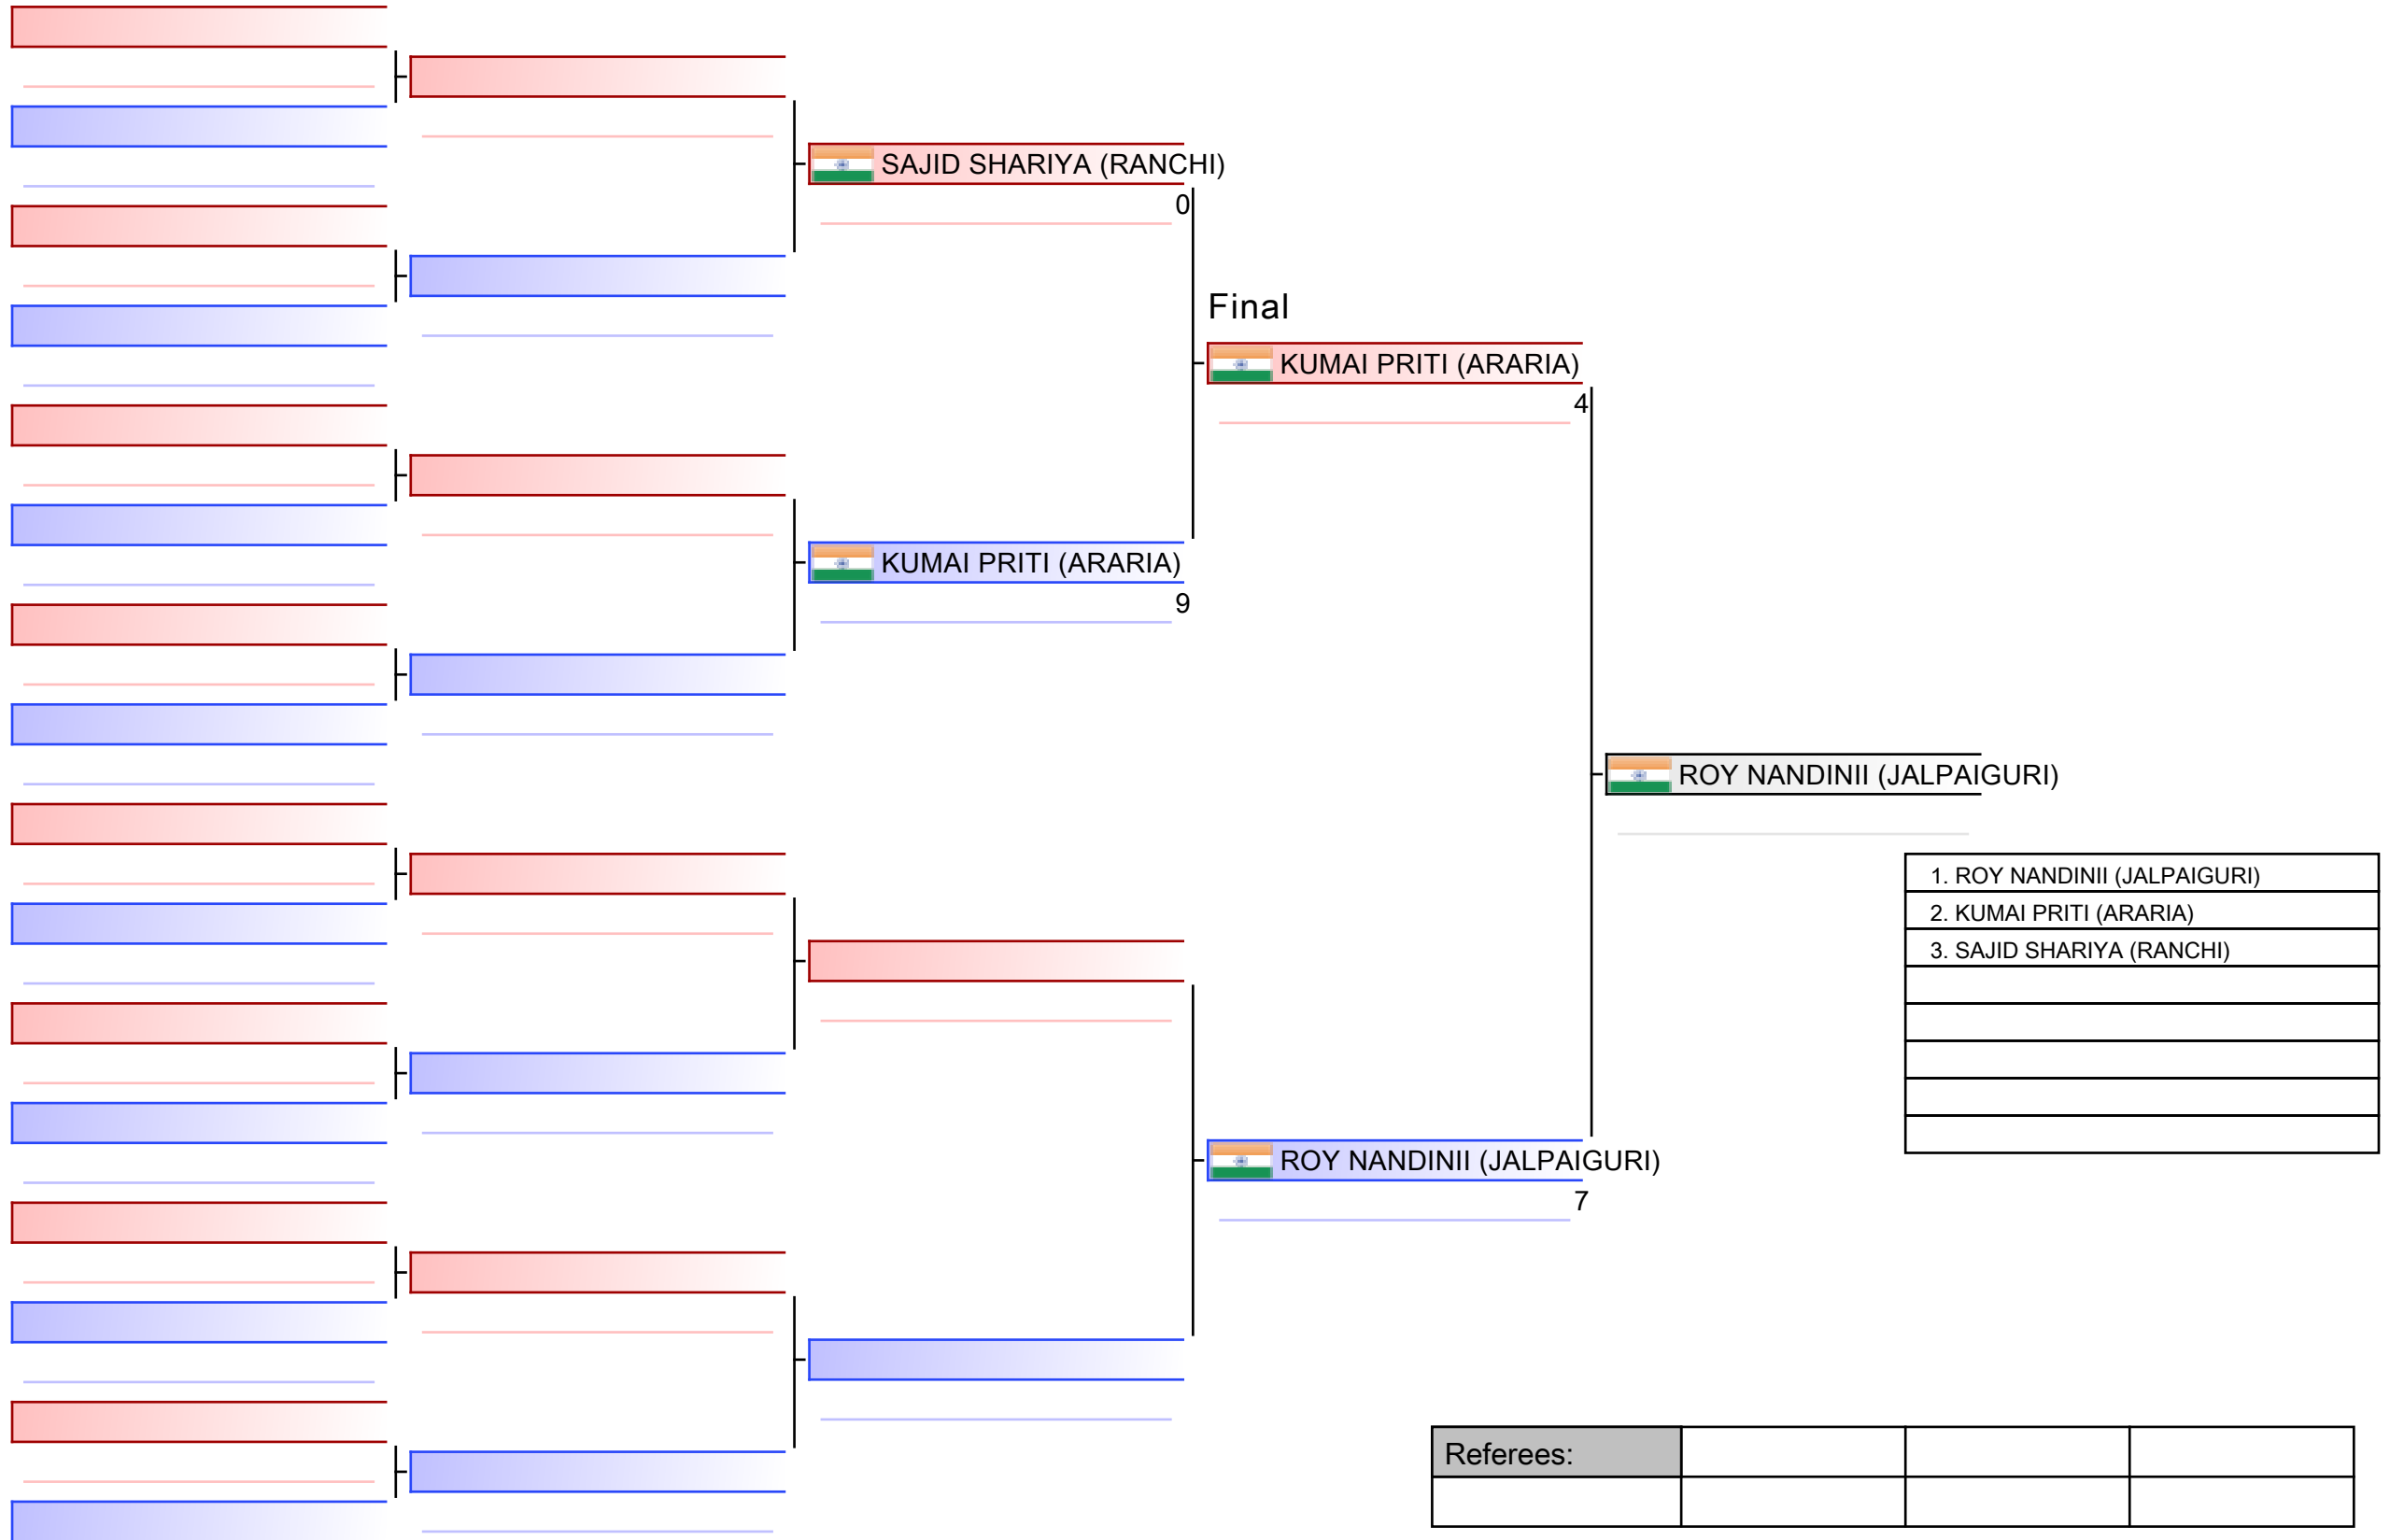 SAJID SHARIYA (RANCHI)
0
Final
KUMAI PRITI (ARARIA)
4
KUMAI PRITI (ARARIA)
9
ROY NANDINII (JALPAIGURI)
1. ROY NANDINII (JALPAIGURI)
2. KUMAI PRITI (ARARIA)
3. SAJID SHARIYA (RANCHI)
ROY NANDINII (JALPAIGURI)
7
Referees: